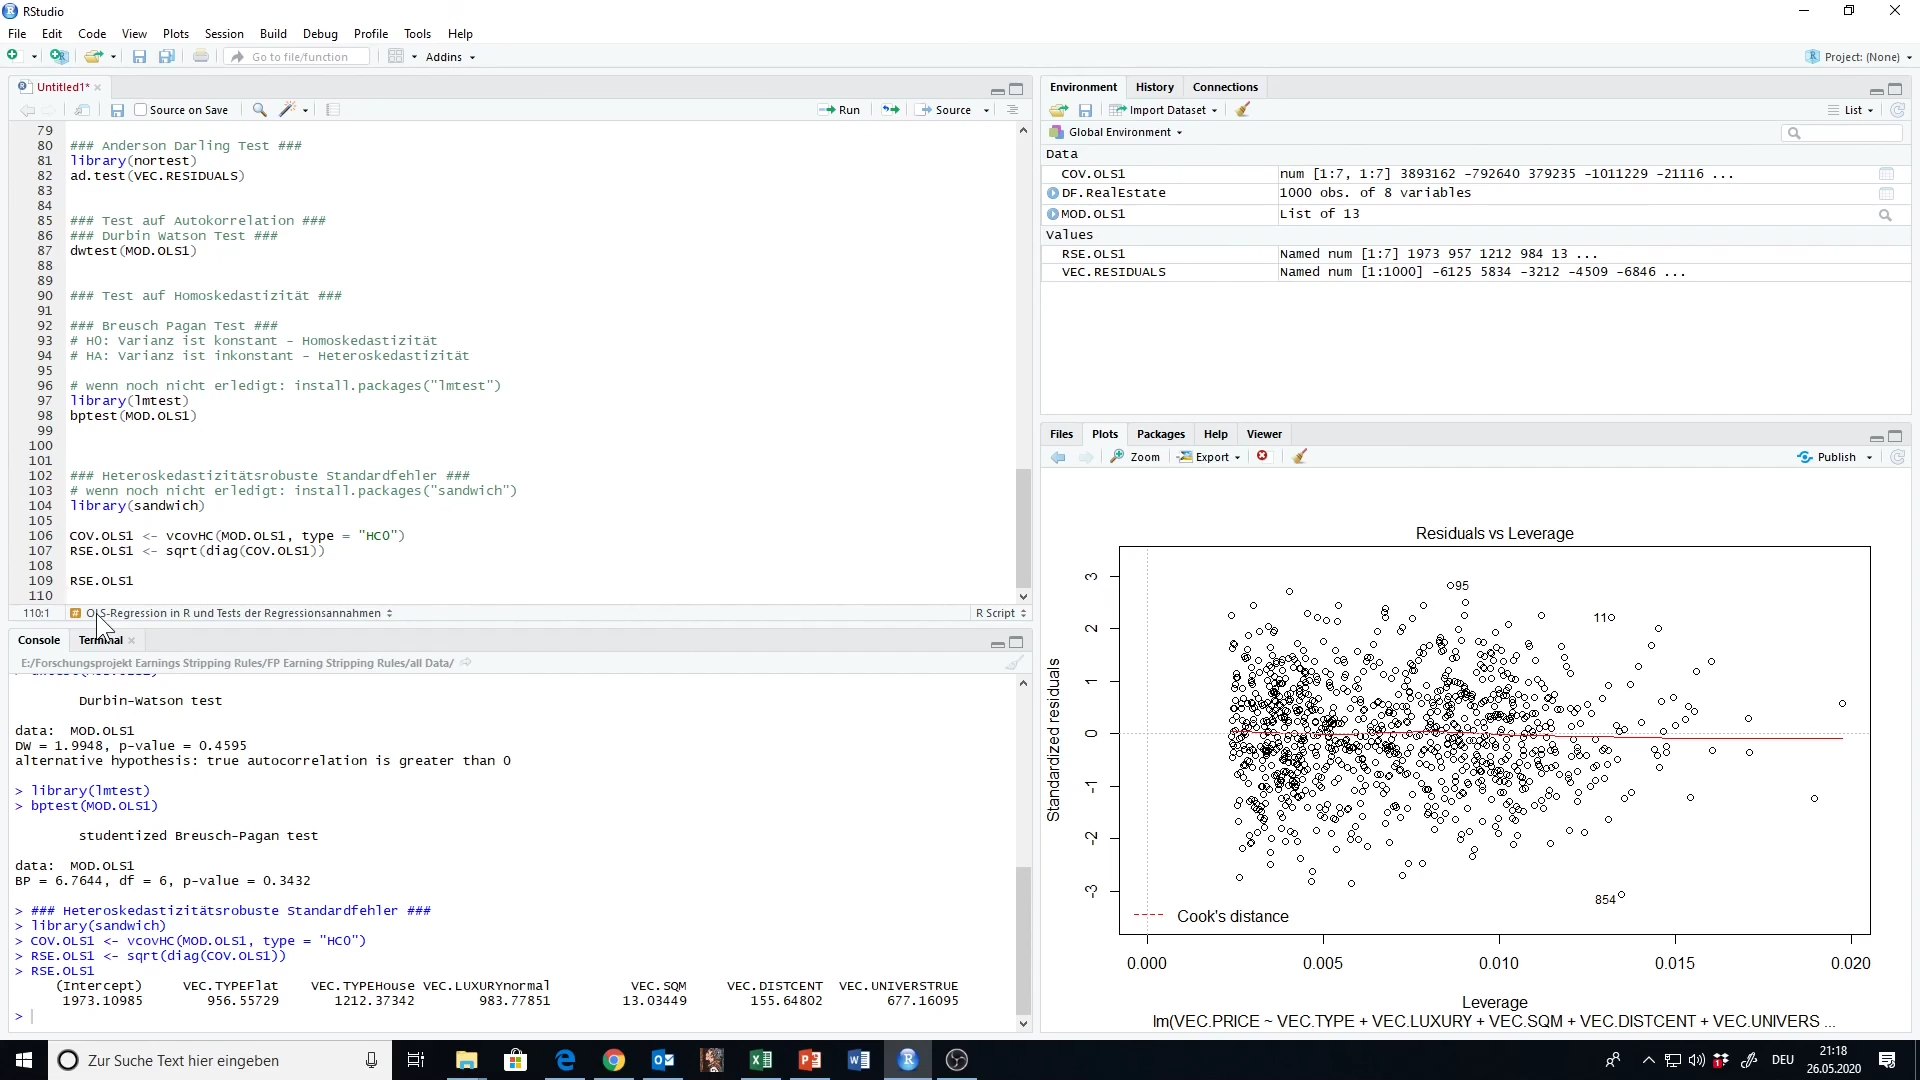 RStudio
File Edit Code View Plots Session Build Debug Profile Tools Help
Go to file/function Addins Project: (None)
Untitled1*
Source on Save Run Source
79
80 ### Anderson Darling Test ###
81 library(nortest)
82 ad.test(VEC.RESIDUALS)
83
84
85 ### Test auf Autokorrelation ###
86 ### Durbin Watson Test ###
87 dwtest(MOD.OLS1)
88
89
90 ### Test auf Homoskedastizität ###
91
92 ### Breusch Pagan Test ###
93 # H0: Varianz ist konstant - Homoskedastizität
94 # HA: Varianz ist inkonstant - Heteroskedastizität
95
96 # wenn noch nicht erledigt: install.packages("lmtest")
97 library(lmtest)
98 bptest(MOD.OLS1)
99
100
101
102 ### Heteroskedastizitätsrobuste Standardfehler ###
103 # wenn noch nicht erledigt: install.packages("sandwich")
104 library(sandwich)
105
106 COV.OLS1 <- vcovHC(MOD.OLS1, type = "HC0")
107 RSE.OLS1 <- sqrt(diag(COV.OLS1))
108
109 RSE.OLS1
110
110:1 OLS-Regression in R und Tests der Regressionsannahmen R Script
Console Terminal
E:/Forschungsprojekt Earnings Stripping Rules/FP Earning Stripping Rules/all Data/
Durbin-Watson test
data: MOD.OLS1
DW = 1.9948, p-value = 0.4595
alternative hypothesis: true autocorrelation is greater than 0
> library(lmtest)
> bptest(MOD.OLS1)
studentized Breusch-Pagan test
data: MOD.OLS1
BP = 6.7644, df = 6, p-value = 0.3432
> ### Heteroskedastizitätsrobuste Standardfehler ###
> library(sandwich)
> COV.OLS1 <- vcovHC(MOD.OLS1, type = "HC0")
> RSE.OLS1 <- sqrt(diag(COV.OLS1))
> RSE.OLS1
(Intercept) VEC.TYPEFlat VEC.TYPEHouse VEC.LUXURYnormal VEC.SQM VEC.DISTCENT VEC.UNIVERSTRUE
1973.10985 956.55729 1212.37342 983.77851 13.03449 155.64802 677.16095
>
Environment History Connections
Import Dataset List
Global Environment
Data
COV.OLS1 num [1:7, 1:7] 3893162 -792640 379235 -1011229 -21116 ...
DF.RealEstate 1000 obs. of 8 variables
MOD.OLS1 List of 13
Values
RSE.OLS1 Named num [1:7] 1973 957 1212 984 13 ...
VEC.RESIDUALS Named num [1:1000] -6125 5834 -3212 -4509 -6846 ...
Files Plots Packages Help Viewer
Zoom Export Publish
Residuals vs Leverage
Standardized residuals
3
2
1
0
-1
-2
-3
95
11
854
Cook's distance
0.000 0.005 0.010 0.015 0.020
Leverage
lm(VEC.PRICE ~ VEC.TYPE + VEC.LUXURY + VEC.SQM + VEC.DISTCENT + VEC.UNIVERS ...
Zur Suche Text hier eingeben
DEU
21:18
26.05.2020